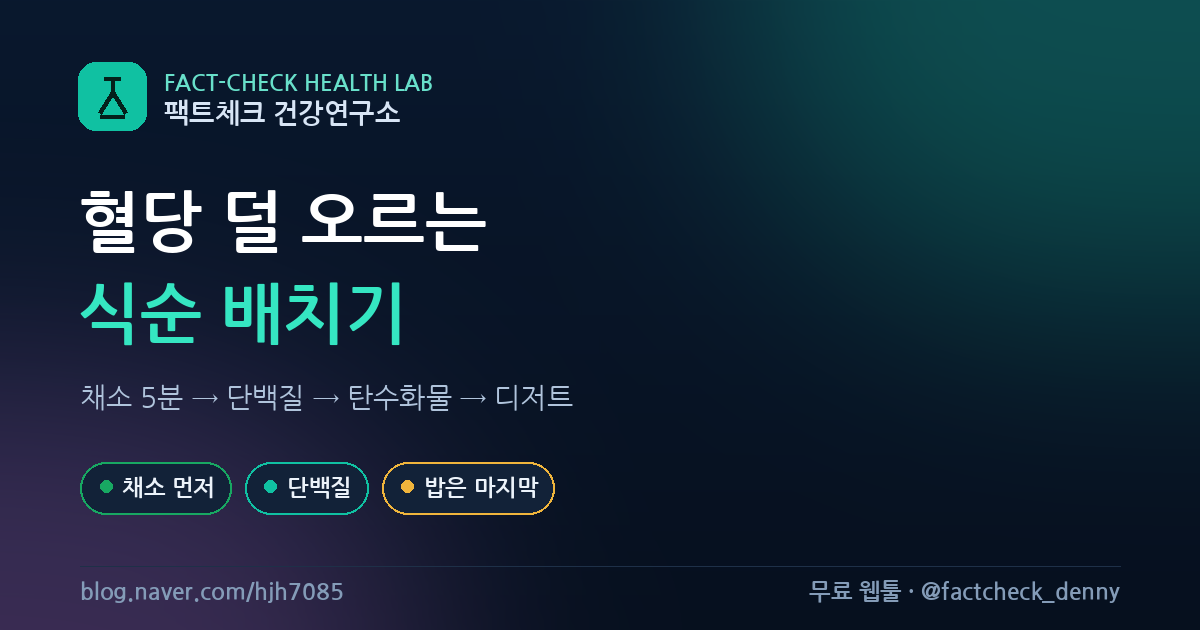 FACT-CHECK HEALTH LAB
팩트체크 건강연구소
혈당 덜 오르는
식순 배치기
채소 5분 → 단백질 → 탄수화물 → 디저트
채소 먼저
단백질
밥은 마지막
blog.naver.com/hjh7085
무료 웹툴 · @factcheck_denny